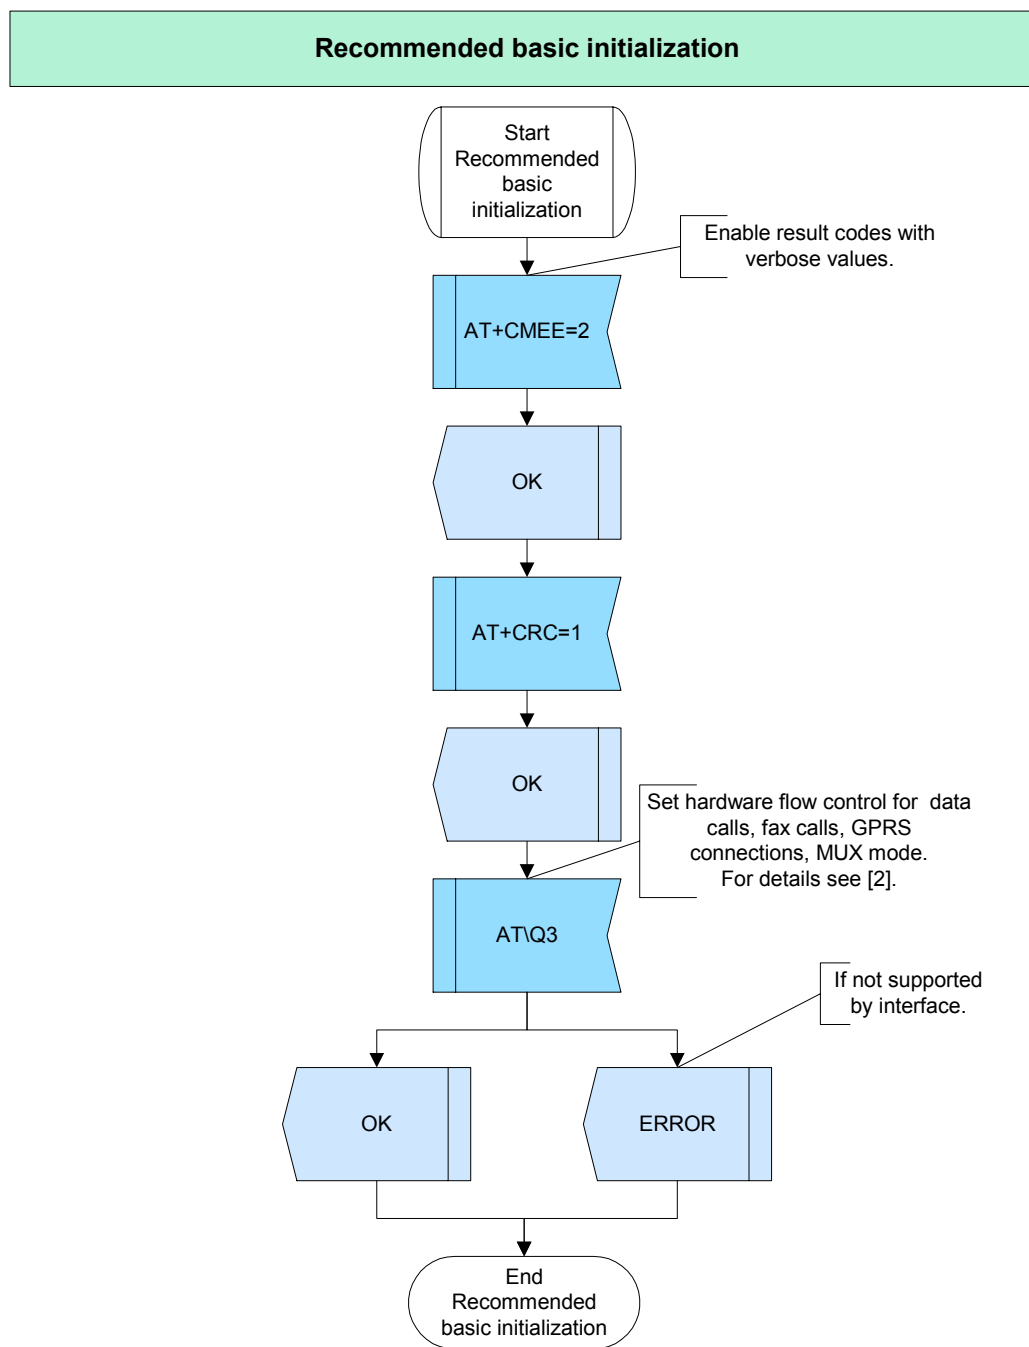 Recommended basic initialization
Start
Recommended
basic
initialization
Enable result codes with
verbose values.
AT+CMEE=2
OK
AT+CRC=1
OK
Set hardware flow control for  data
calls, fax calls, GPRS
connections, MUX mode.
For details see [2].
AT\Q3
If not supported
by interface.
OK
ERROR
End
Recommended
basic initialization